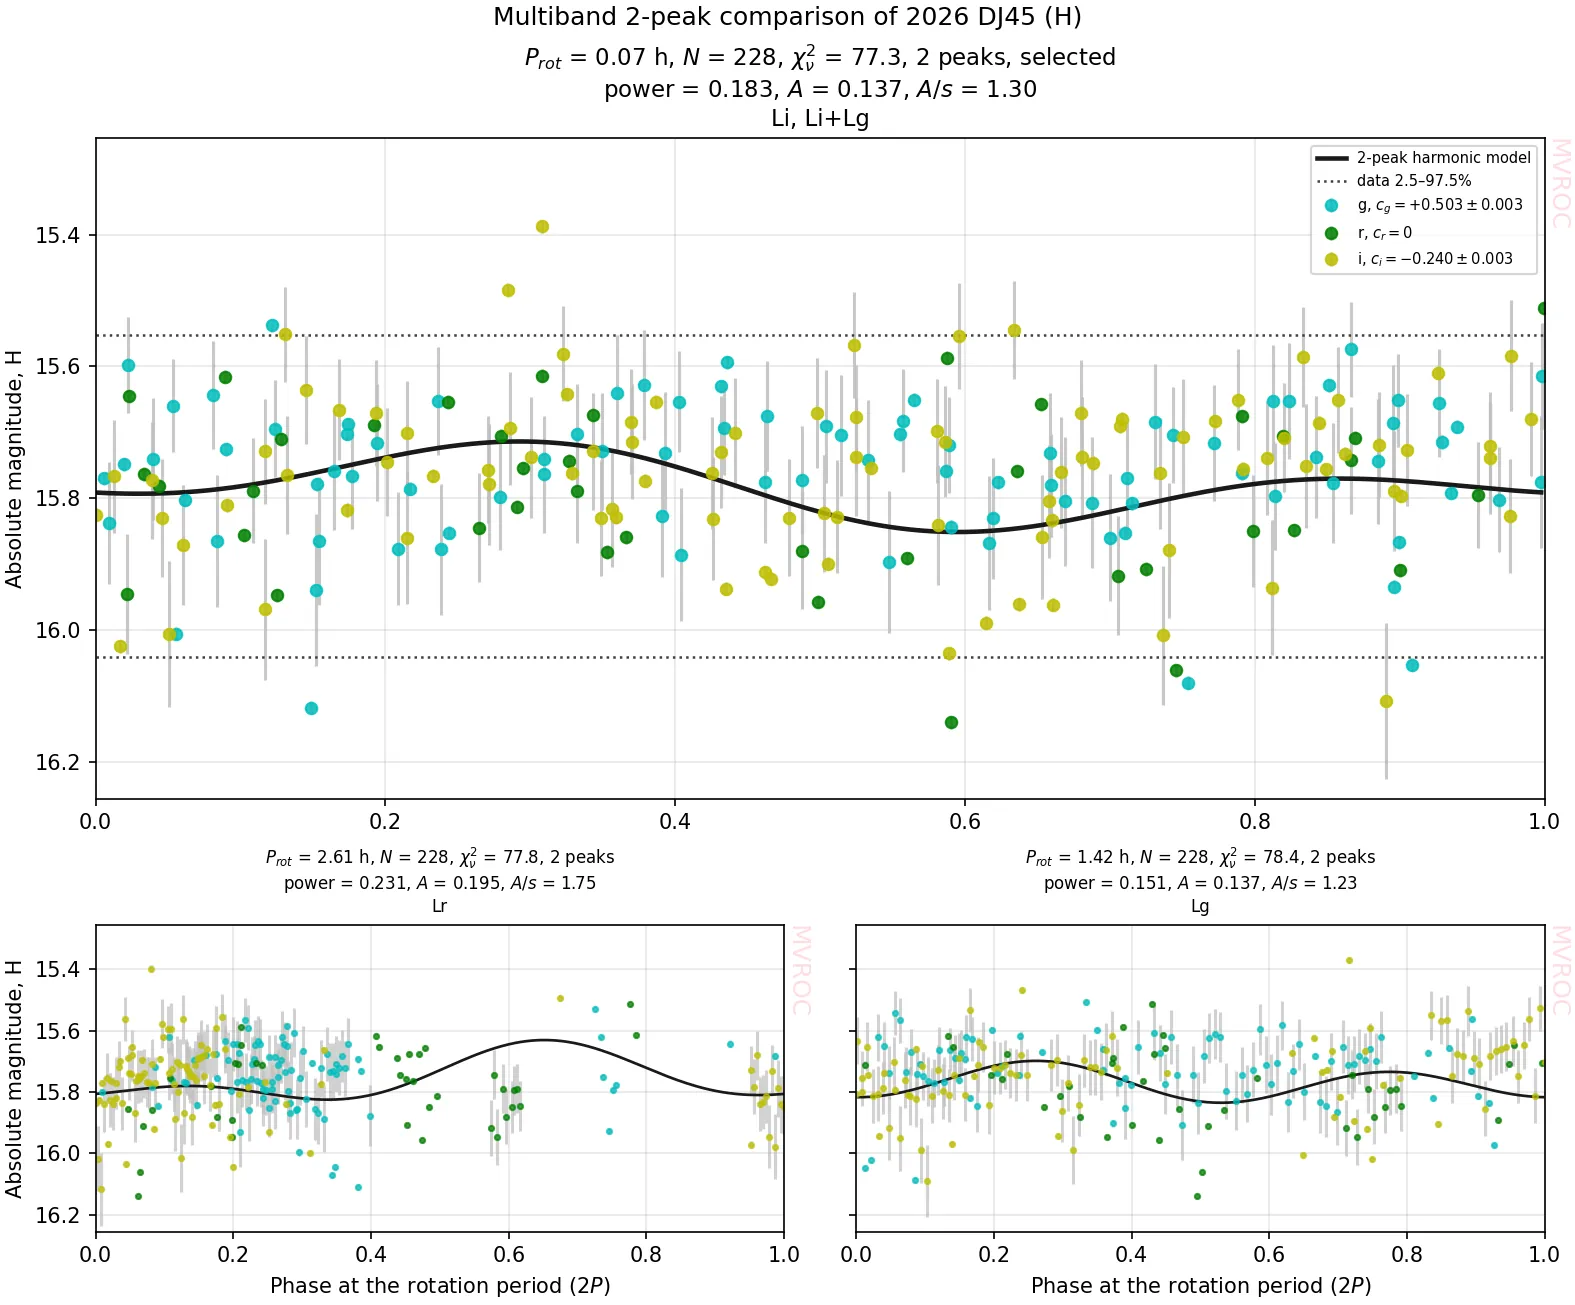 Multiband 2-peak comparison of 2026 DJ45 (H)
P_rot = 0.07 h, N = 228, χ²_ν = 77.3, 2 peaks, selected
power = 0.183, A = 0.137, A/s = 1.30
Li, Li+Lg
2-peak harmonic model
data 2.5–97.5%
g, c_g = +0.503 ± 0.003
r, c_r = 0
i, c_i = −0.240 ± 0.003
MVROC
Absolute magnitude, H
15.4
15.6
15.8
16.0
16.2
0.0 0.2 0.4 0.6 0.8 1.0
P_rot = 2.61 h, N = 228, χ²_ν = 77.8, 2 peaks
power = 0.231, A = 0.195, A/s = 1.75
Lr
MVROC
Absolute magnitude, H
15.4
15.6
15.8
16.0
16.2
0.0 0.2 0.4 0.6 0.8 1.0
Phase at the rotation period (2P)
P_rot = 1.42 h, N = 228, χ²_ν = 78.4, 2 peaks
power = 0.151, A = 0.137, A/s = 1.23
Lg
MVROC
0.0 0.2 0.4 0.6 0.8 1.0
Phase at the rotation period (2P)